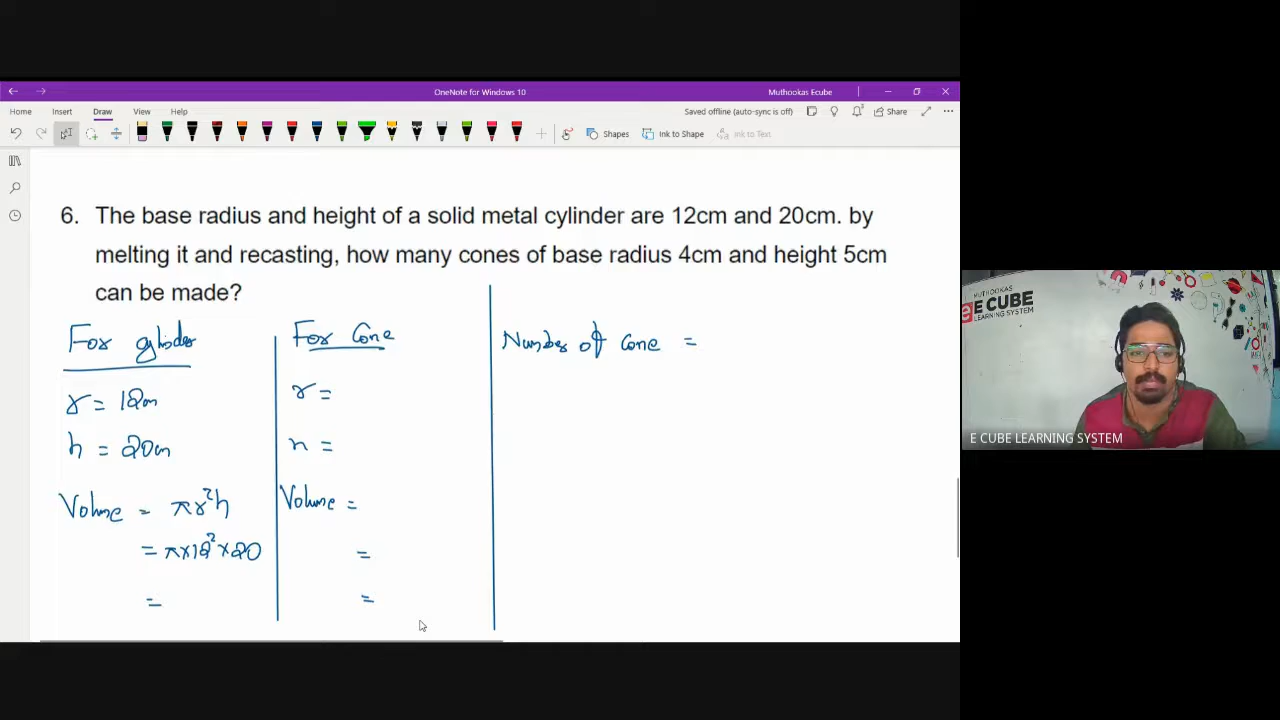 OneNote for Windows 10
Muthookas Ecube
Home Insert Draw View Help
Saved offline (auto-sync is off)
Share
Shapes
Ink to Shape
Ink to Text
6. The base radius and height of a solid metal cylinder are 12cm and 20cm. by
melting it and recasting, how many cones of base radius 4cm and height 5cm
can be made?
For cylinder
r = 12cm
h = 20cm
Volume = πr²h
= π×12²×20
=
For Cone
r =
h =
Volume =
=
=
Number of Cone =
MUTHOOKAS
E CUBE
LEARNING SYSTEM
E CUBE LEARNING SYSTEM